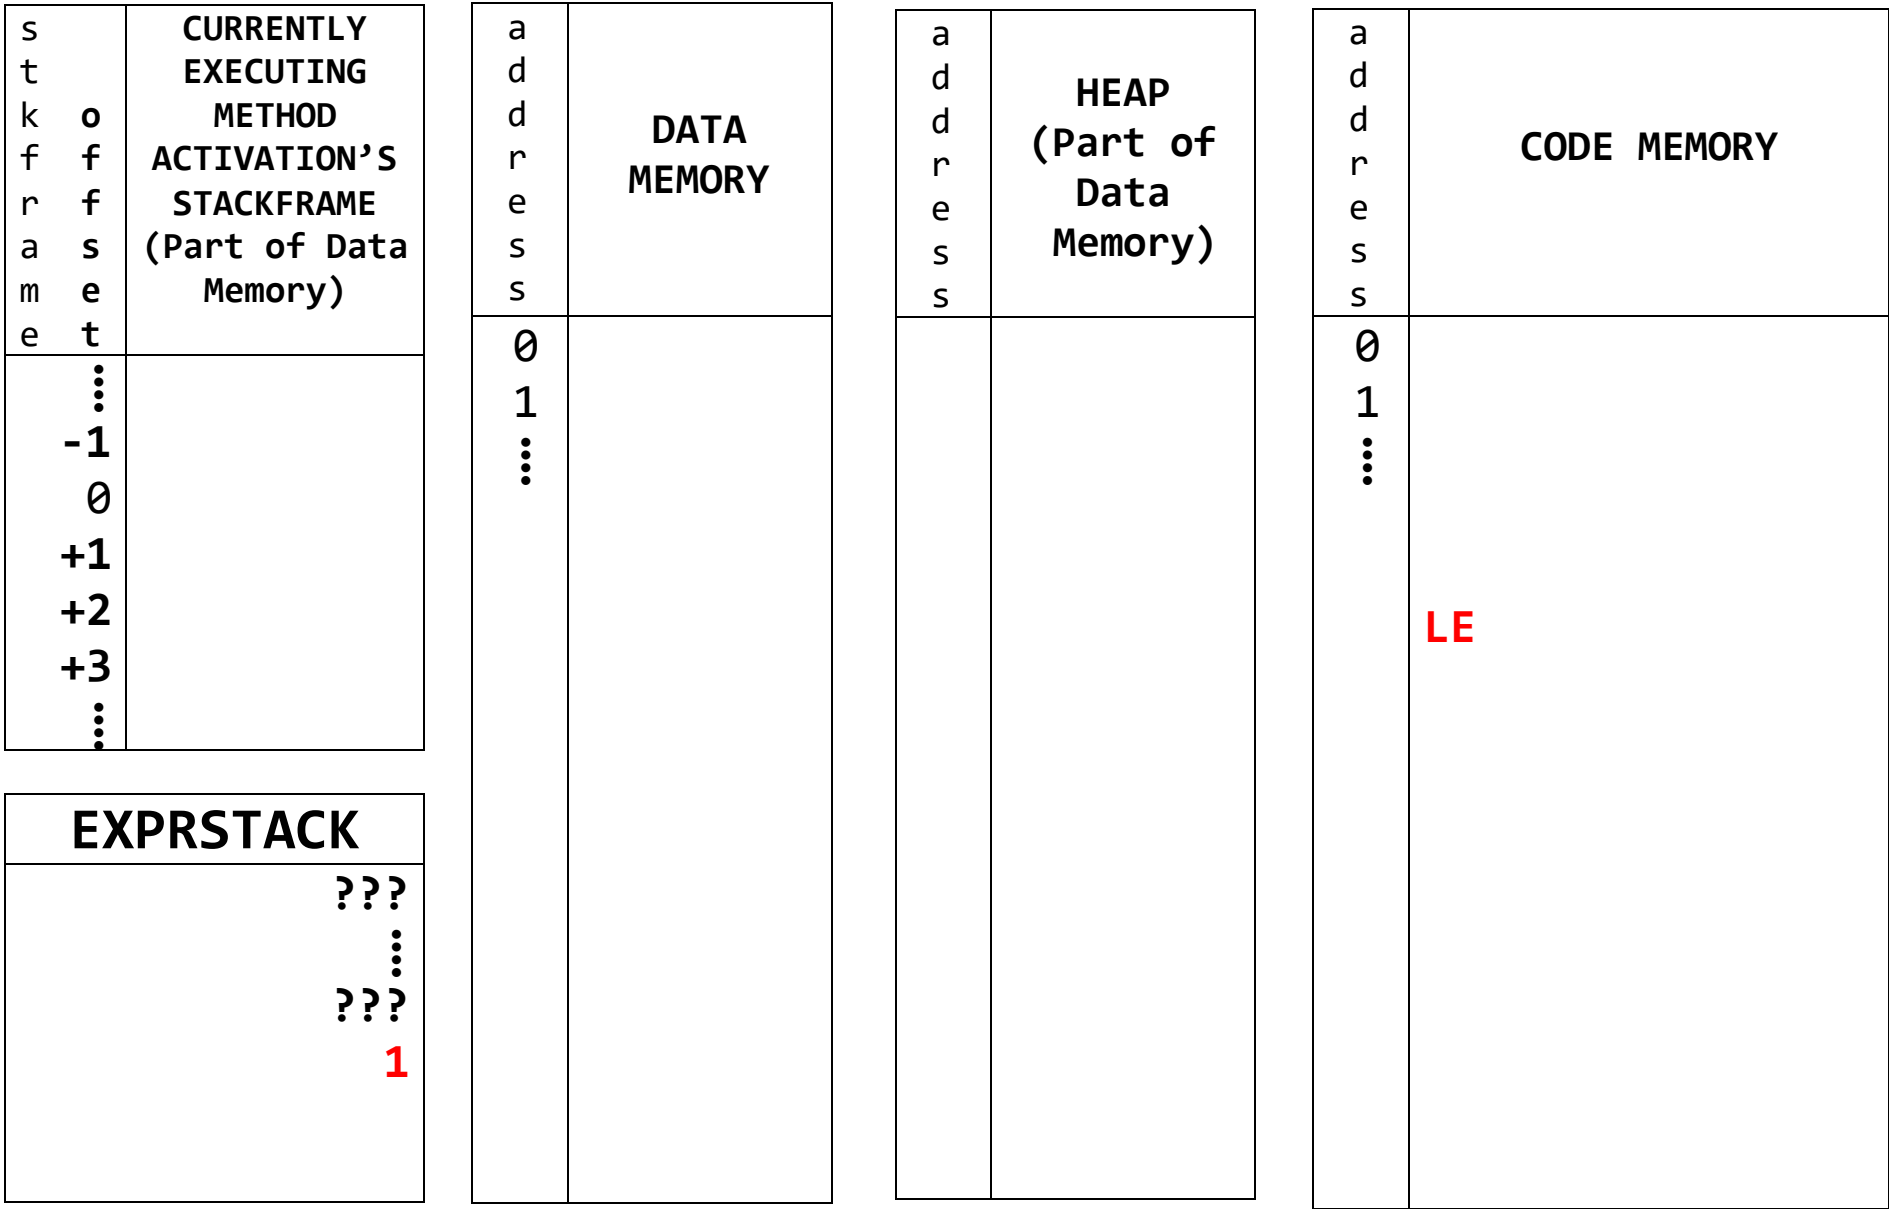 stkframe
offset
CURRENTLY
EXECUTING
METHOD
ACTIVATION’S
STACKFRAME
(Part of Data
Memory)
⋮
-1
0
+1
+2
+3
⋮
EXPRSTACK
???
⋮
???
1
address
DATA
MEMORY
0
1
⋮
address
HEAP
(Part of
Data
Memory)
address
CODE MEMORY
0
1
⋮
LE